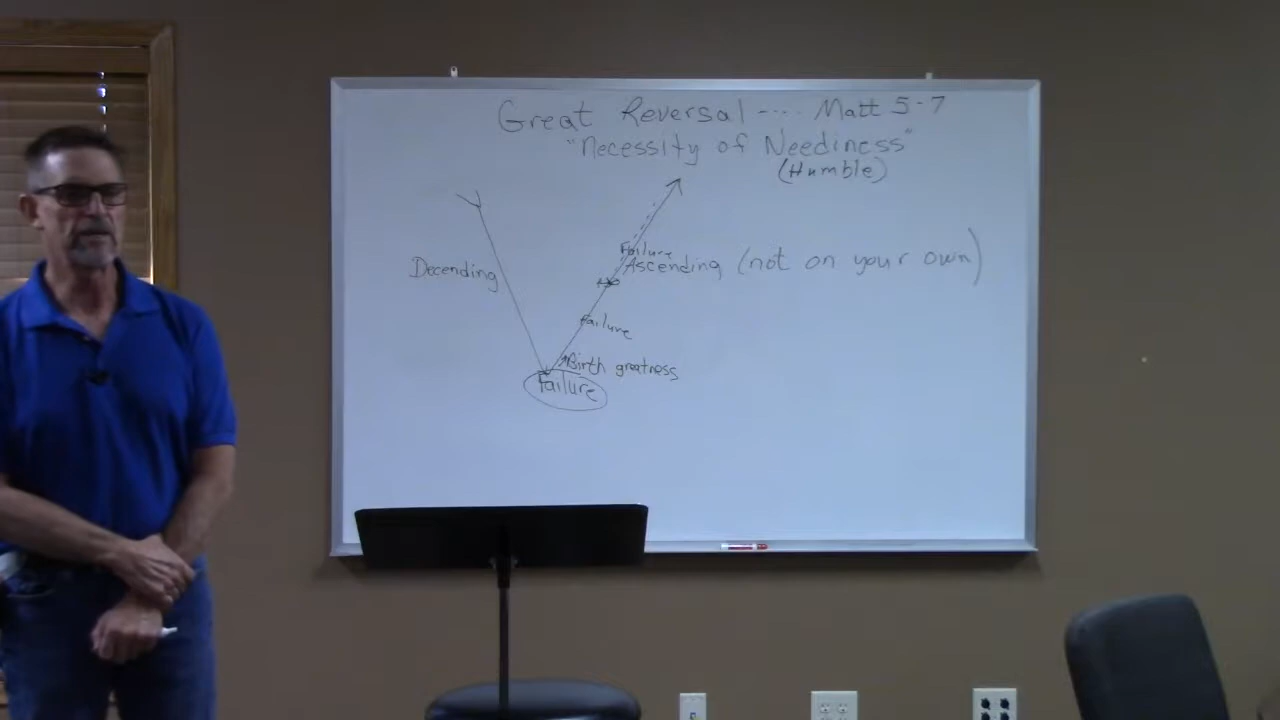 Great Reversal ---- Matt 5-7
"Necessity of Neediness"
(Humble)
Failure
Decending
Ascending (not on your own)
Failure
Birth greatness
Failure